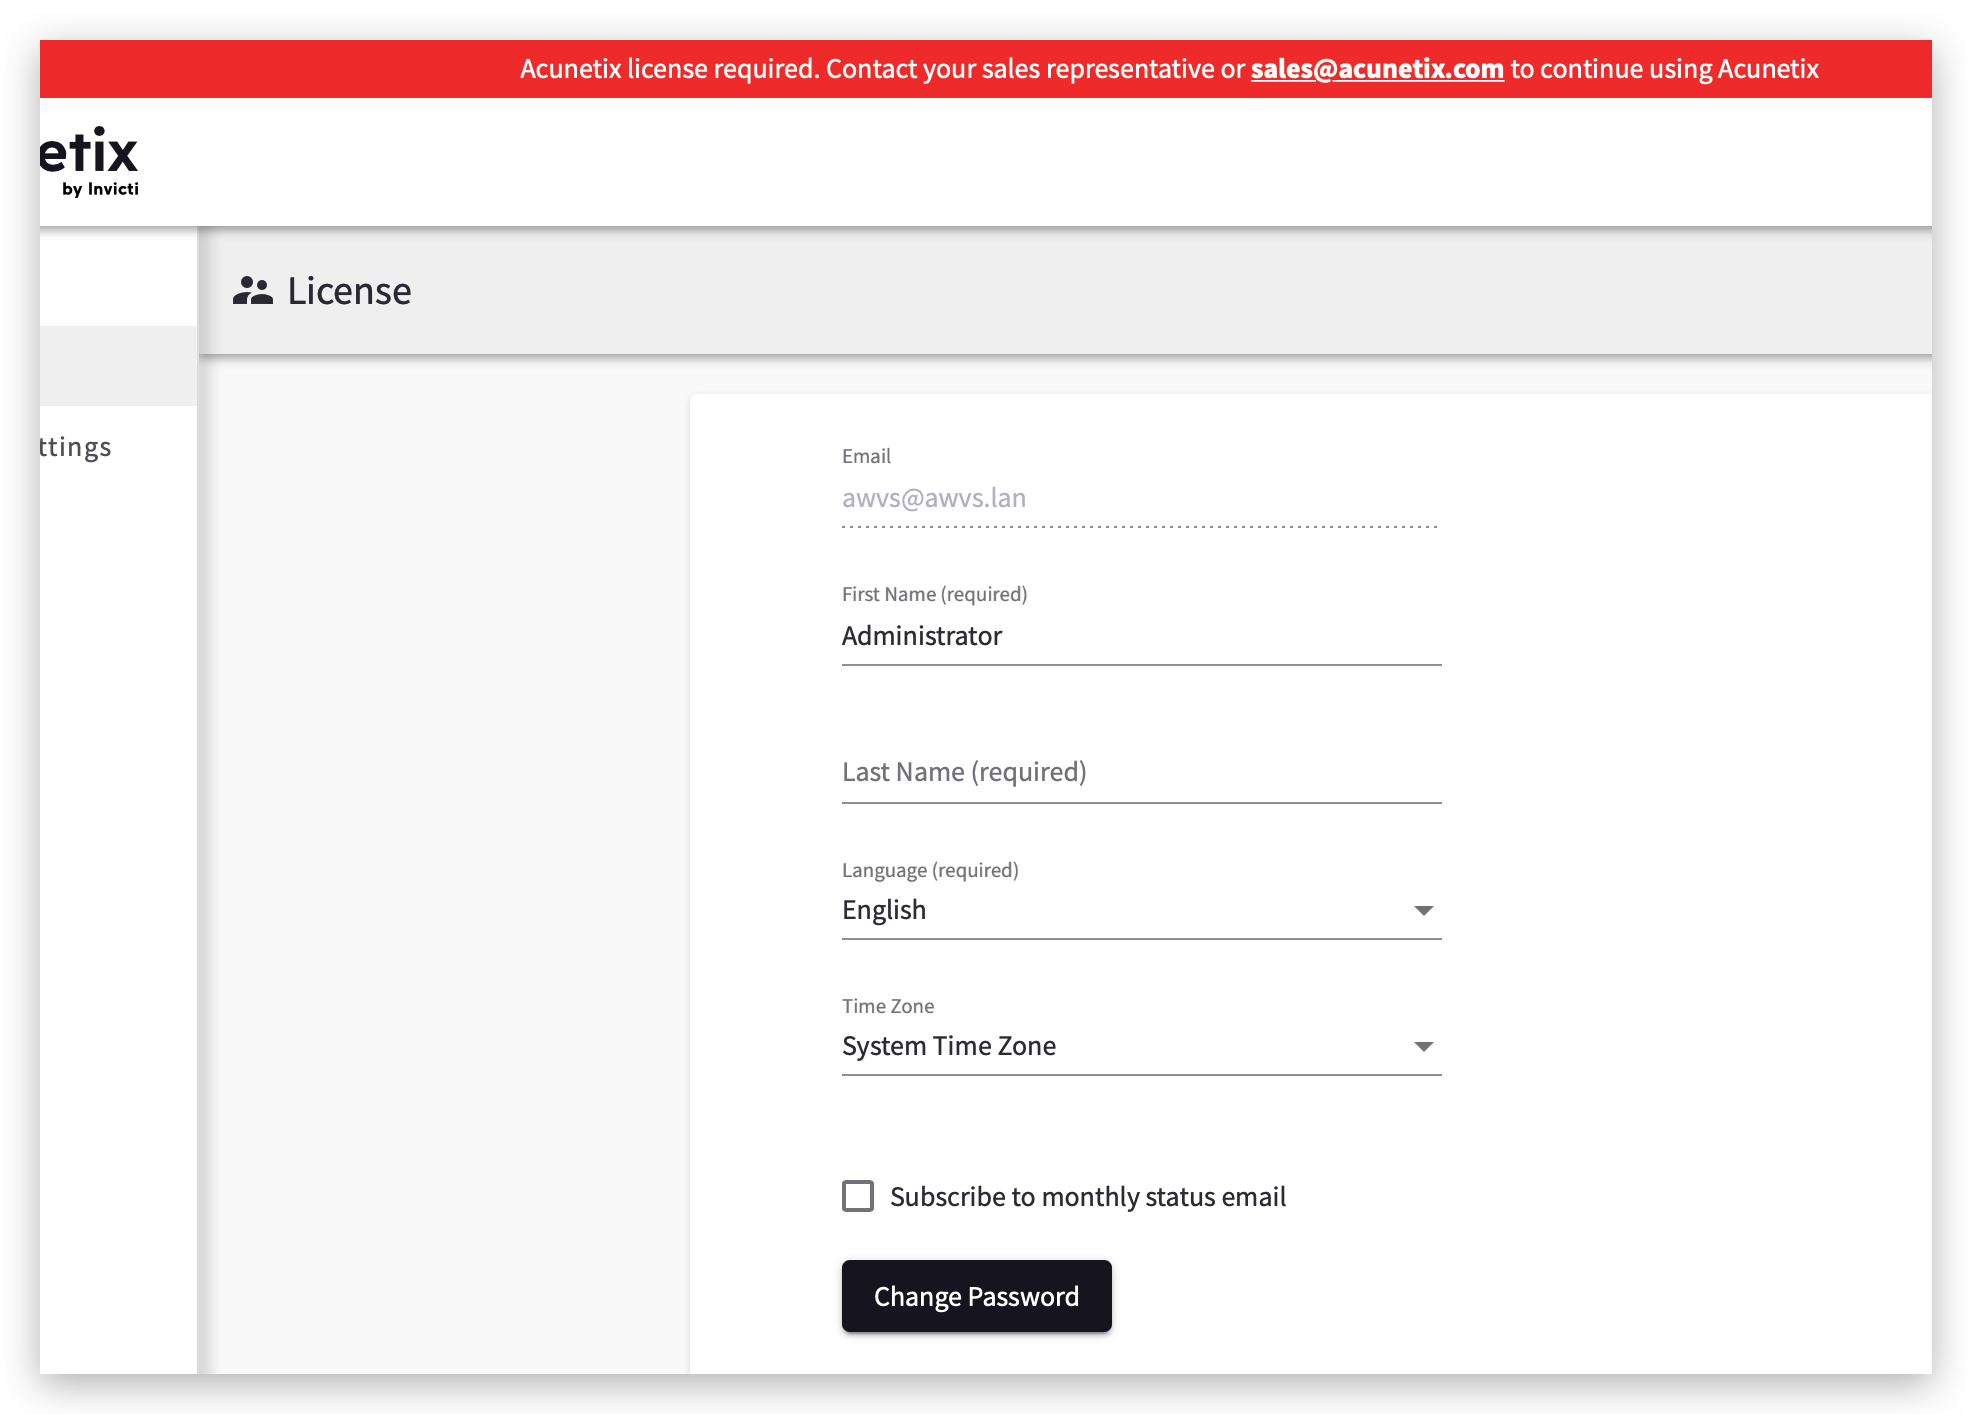 Acunetix license required. Contact your sales representative or sales@acunetix.com to continue using Acunetix
etix
by Invicti
License
ttings
Email
awvs@awvs.lan
First Name (required)
Administrator
Last Name (required)
Language (required)
English
Time Zone
System Time Zone
Subscribe to monthly status email
Change Password